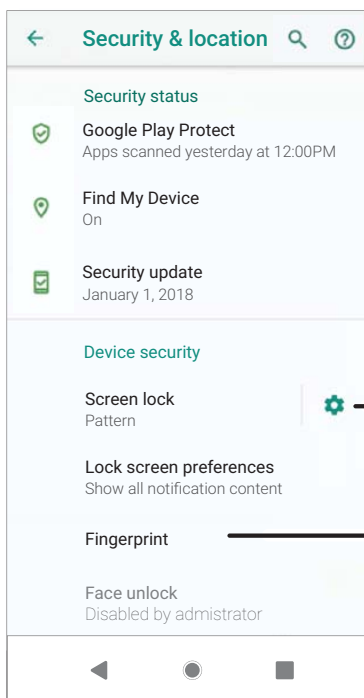 Security & location
Security status
Google Play Protect
Apps scanned yesterday at 12:00PM
Find My Device
On
Security update
January 1, 2018
Device security
Screen lock
Pattern
Lock screen preferences
Show all notification content
Fingerprint
Face unlock
Disabled by admistrator